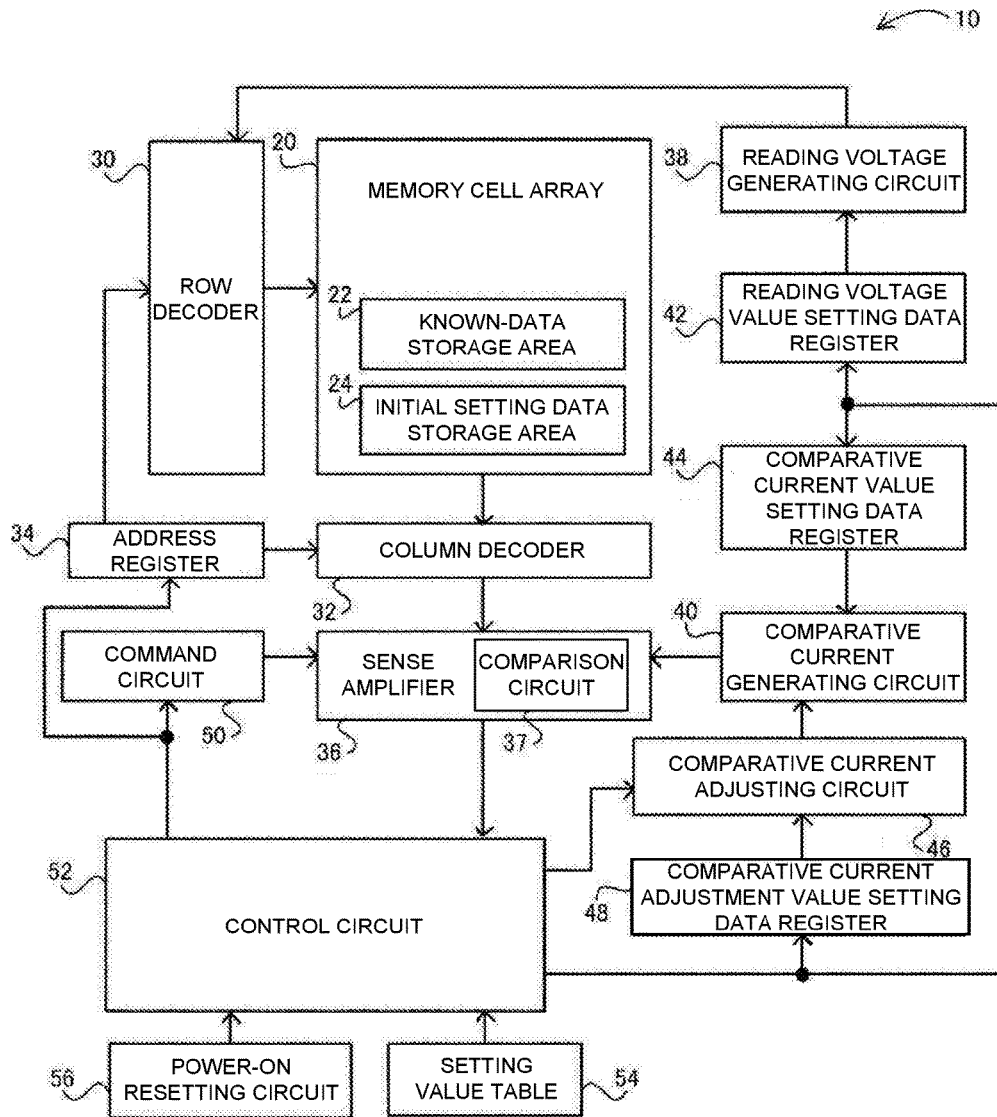 10
30
ROW
DECODER
20
MEMORY CELL ARRAY
22
KNOWN-DATA
STORAGE AREA
24
INITIAL SETTING DATA
STORAGE AREA
38
READING VOLTAGE
GENERATING CIRCUIT
42
READING VOLTAGE
VALUE SETTING DATA
REGISTER
44
COMPARATIVE
CURRENT VALUE
SETTING DATA
REGISTER
34
ADDRESS
REGISTER
COLUMN DECODER
32
40
COMPARATIVE
CURRENT
GENERATING CIRCUIT
COMMAND
CIRCUIT
50
SENSE
AMPLIFIER
36
COMPARISON
CIRCUIT
37
COMPARATIVE CURRENT
ADJUSTING CIRCUIT
46
48
COMPARATIVE CURRENT
ADJUSTMENT VALUE SETTING
DATA REGISTER
52
CONTROL CIRCUIT
56
POWER-ON
RESETTING CIRCUIT
SETTING
VALUE TABLE
54